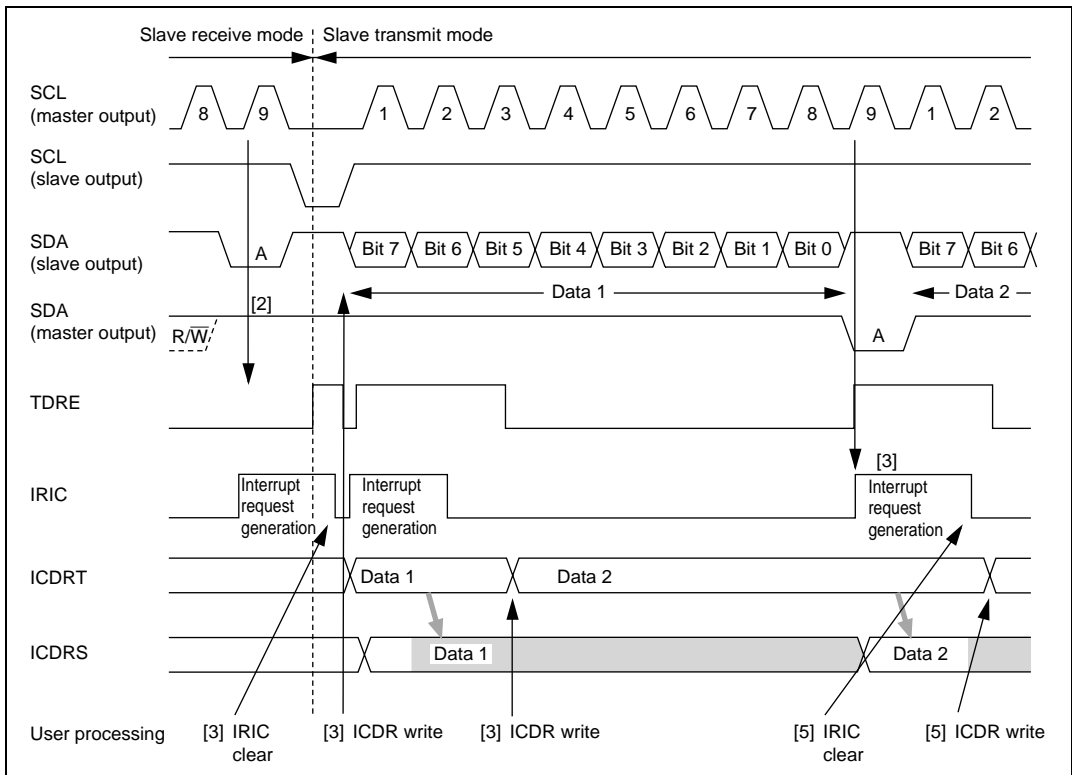 Slave receive mode Slave transmit mode
SCL
(master output)
8 9 1 2 3 4 5 6 7 8 9 1 2
SCL
(slave output)
SDA
(slave output)
A Bit 7 Bit 6 Bit 5 Bit 4 Bit 3 Bit 2 Bit 1 Bit 0 Bit 7 Bit 6
Data 1 Data 2
[2]
SDA
(master output)
R/W̅ A
TDRE
[3]
IRIC
Interrupt request generation
Interrupt request generation
Interrupt request generation
ICDRT
Data 1 Data 2
ICDRS
Data 1 Data 2
User processing
[3] IRIC clear
[3] ICDR write
[3] ICDR write
[5] IRIC clear
[5] ICDR write